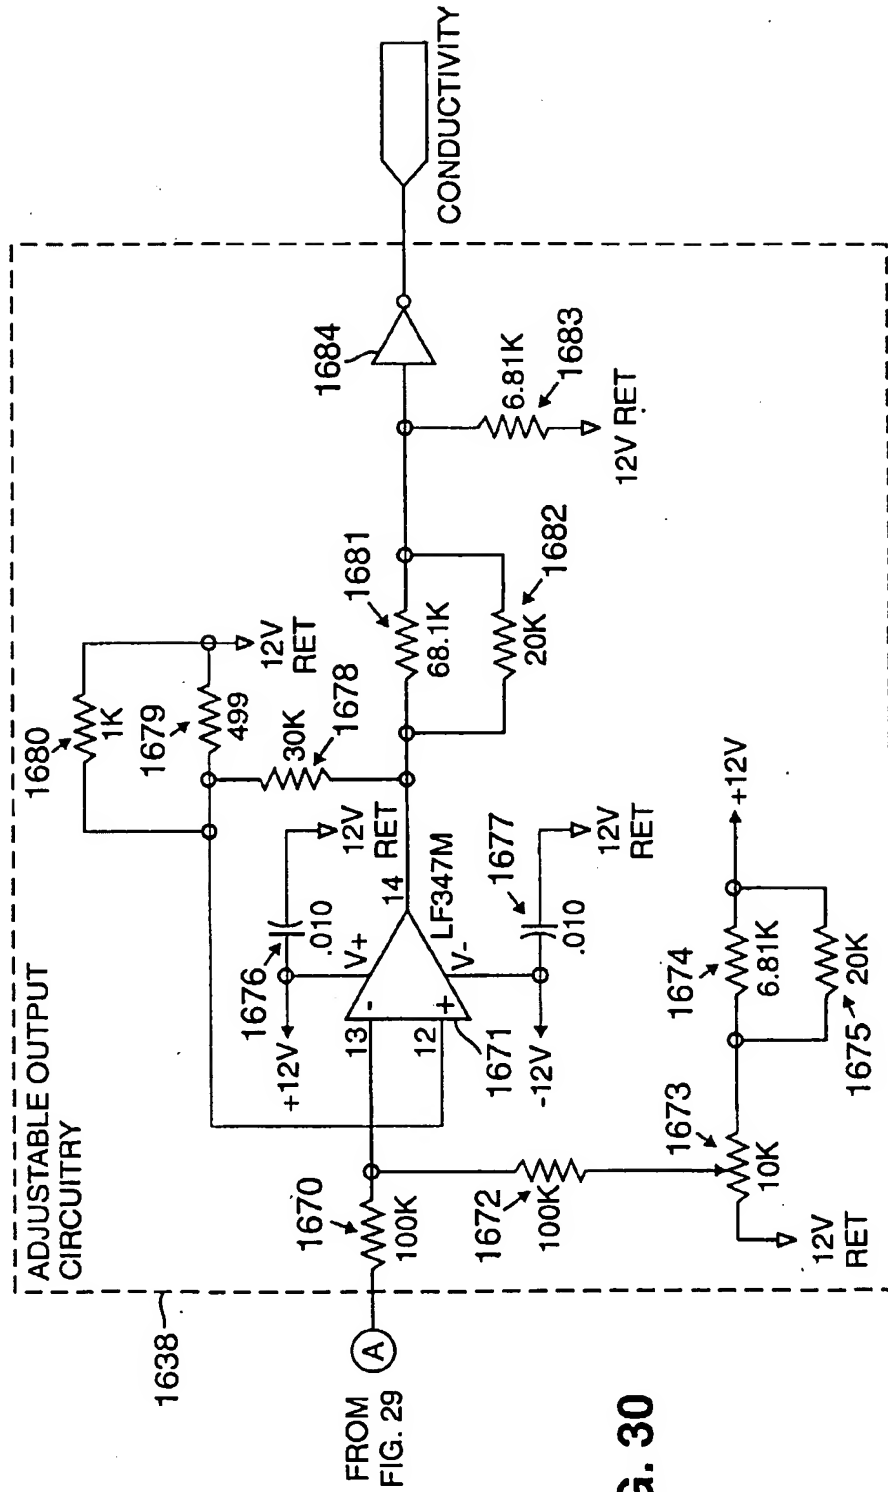 ADJUSTABLE OUTPUT
CIRCUITRY
1638
FROM
FIG. 29
A
1670
100K
1672
100K
1673
10K
12V
RET
1674
6.81K
1675
20K
+12V
13
12
-
+
1671
LF347M
14
V+
V-
+12V
1676
.010
12V
RET
-12V
1677
.010
12V
RET
1680
1K
1679
499
12V
RET
30K
1678
1681
68.1K
20K
1682
1684
6.81K
1683
12V RET
CONDUCTIVITY
G. 30